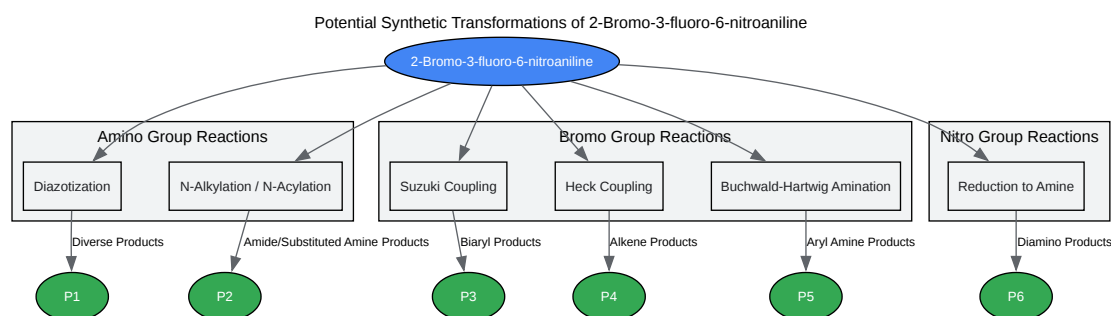 Potential Synthetic Transformations of 2-Bromo-3-fluoro-6-nitroaniline
2-Bromo-3-fluoro-6-nitroaniline
Amino Group Reactions
Bromo Group Reactions
Nitro Group Reactions
Diazotization
N-Alkylation / N-Acylation
Suzuki Coupling
Heck Coupling
Buchwald-Hartwig Amination
Reduction to Amine
Diverse Products
Amide/Substituted Amine Products
Biaryl Products
Alkene Products
Aryl Amine Products
Diamino Products
P1
P2
P3
P4
P5
P6